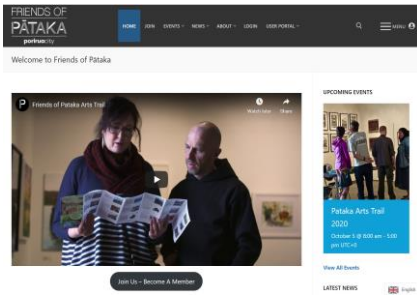 FRIENDS OF
PĀTAKA
poriruacity
HOME JOIN EVENTS NEWS ABOUT LOGIN USER PORTAL
MENU
Welcome to Friends of Pātaka
UPCOMING EVENTS
P Friends of Pataka Arts Trail
Watch later Share
Pataka Arts Trail
2020
October 5 @ 8:00 am - 5:00
pm UTC+0
View All Events
Join Us – Become A Member
LATEST NEWS
English